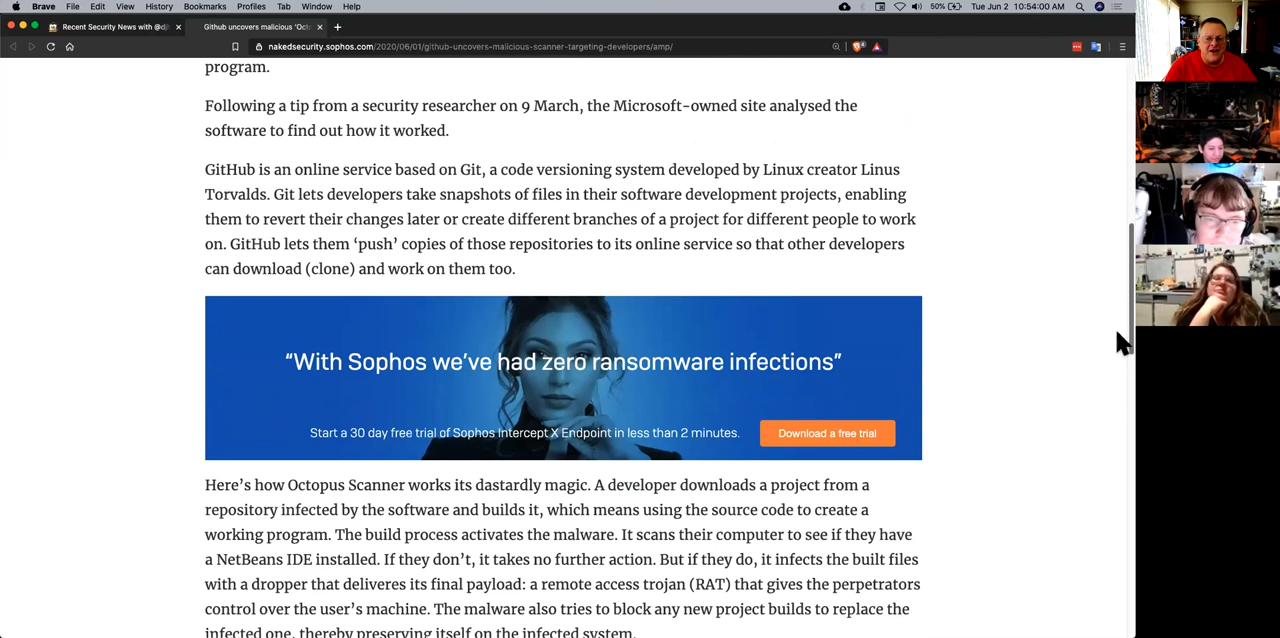 Brave File Edit View History Bookmarks Profiles Tab Window Help 50% Tue Jun 2 10:54:00 AM
Recent Security News with @dj
Github uncovers malicious 'Octo
nakedsecurity.sophos.com/2020/06/01/github-uncovers-malicious-scanner-targeting-developers/amp/
program.
Following a tip from a security researcher on 9 March, the Microsoft-owned site analysed the
software to find out how it worked.
GitHub is an online service based on Git, a code versioning system developed by Linux creator Linus
Torvalds. Git lets developers take snapshots of files in their software development projects, enabling
them to revert their changes later or create different branches of a project for different people to work
on. GitHub lets them ‘push’ copies of those repositories to its online service so that other developers
can download (clone) and work on them too.
“With Sophos we’ve had zero ransomware infections”
Start a 30 day free trial of Sophos Intercept X Endpoint in less than 2 minutes.
Download a free trial
Here’s how Octopus Scanner works its dastardly magic. A developer downloads a project from a
repository infected by the software and builds it, which means using the source code to create a
working program. The build process activates the malware. It scans their computer to see if they have
a NetBeans IDE installed. If they don’t, it takes no further action. But if they do, it infects the built files
with a dropper that deliveres its final payload: a remote access trojan (RAT) that gives the perpetrators
control over the user’s machine. The malware also tries to block any new project builds to replace the
infected one, thereby preserving itself on the infected system.